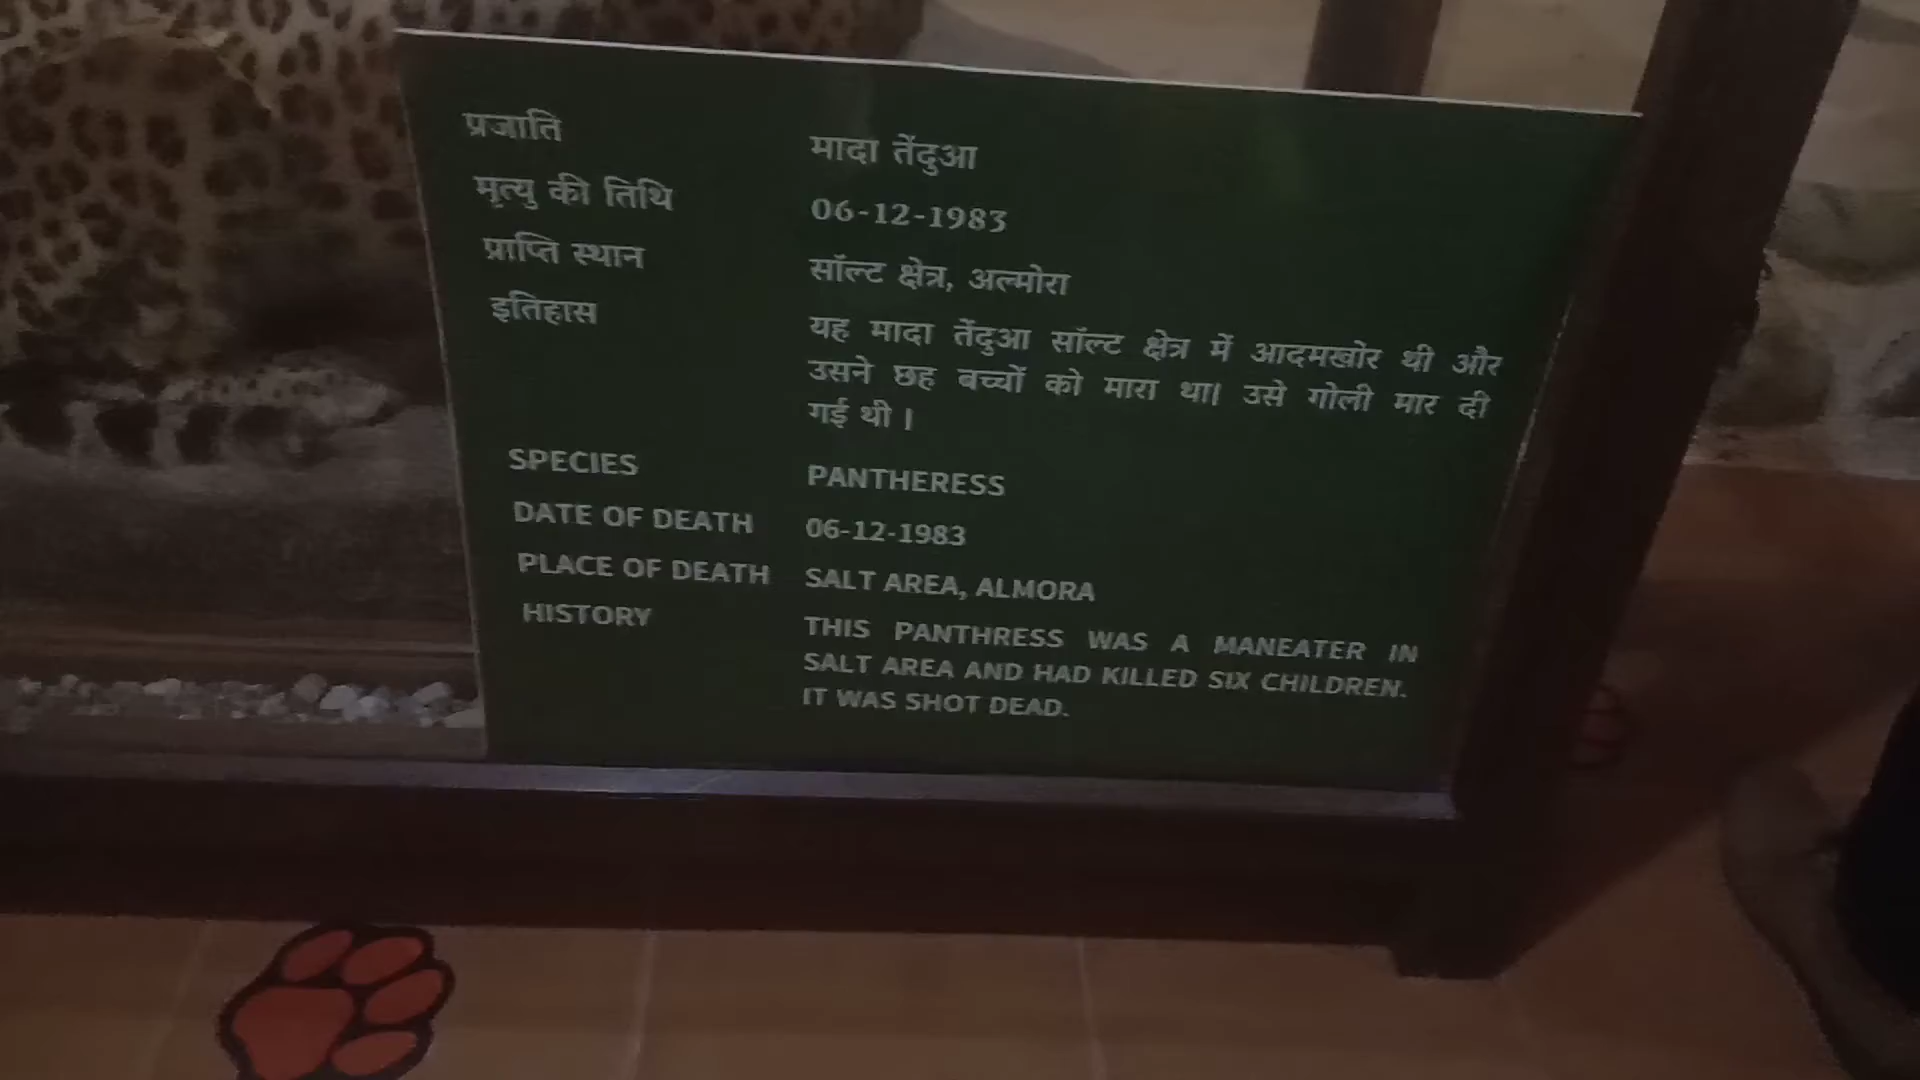 प्रजाति मादा तेंदुआ
मृत्यु की तिथि 06-12-1983
प्राप्ति स्थान सॉल्ट क्षेत्र, अल्मोरा
इतिहास यह मादा तेंदुआ सॉल्ट क्षेत्र में आदमखोर थी और
उसने छह बच्चों को मारा था| उसे गोली मार दी
गई थी ।
SPECIES PANTHERESS
DATE OF DEATH 06-12-1983
PLACE OF DEATH SALT AREA, ALMORA
HISTORY THIS PANTHRESS WAS A MANEATER IN
SALT AREA AND HAD KILLED SIX CHILDREN.
IT WAS SHOT DEAD.